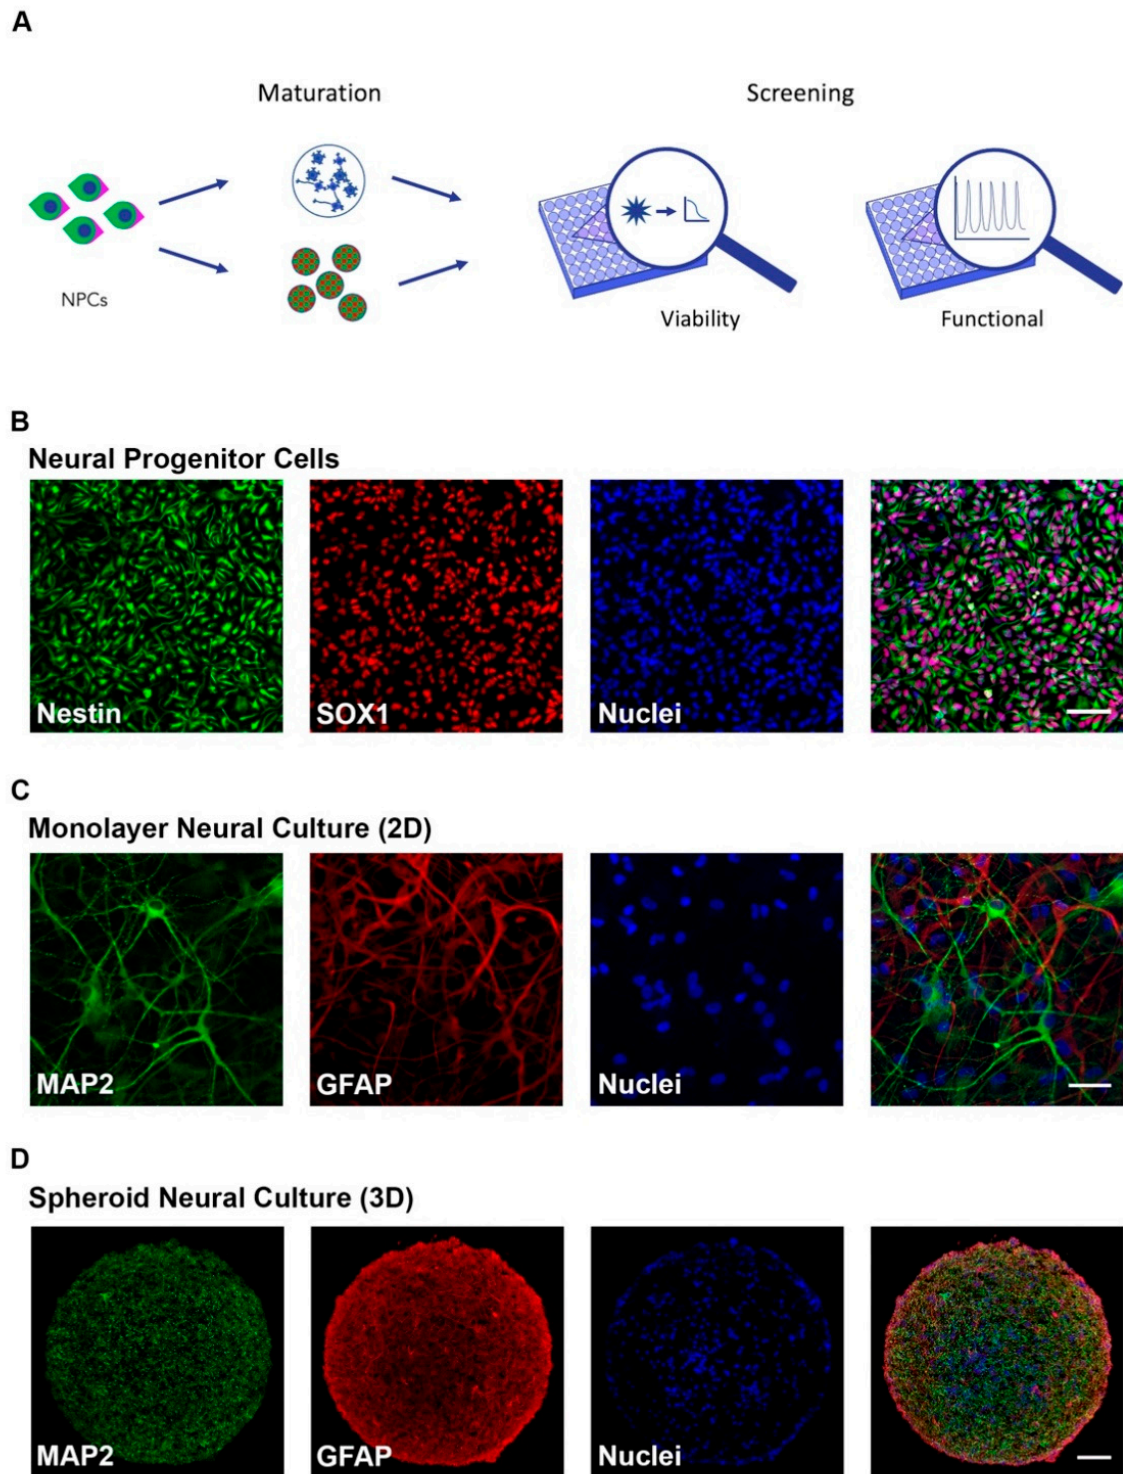 A
Maturation
Screening
NPCs
Viability
Functional
B
Neural Progenitor Cells
Nestin
SOX1
Nuclei
C
Monolayer Neural Culture (2D)
MAP2
GFAP
Nuclei
D
Spheroid Neural Culture (3D)
MAP2
GFAP
Nuclei